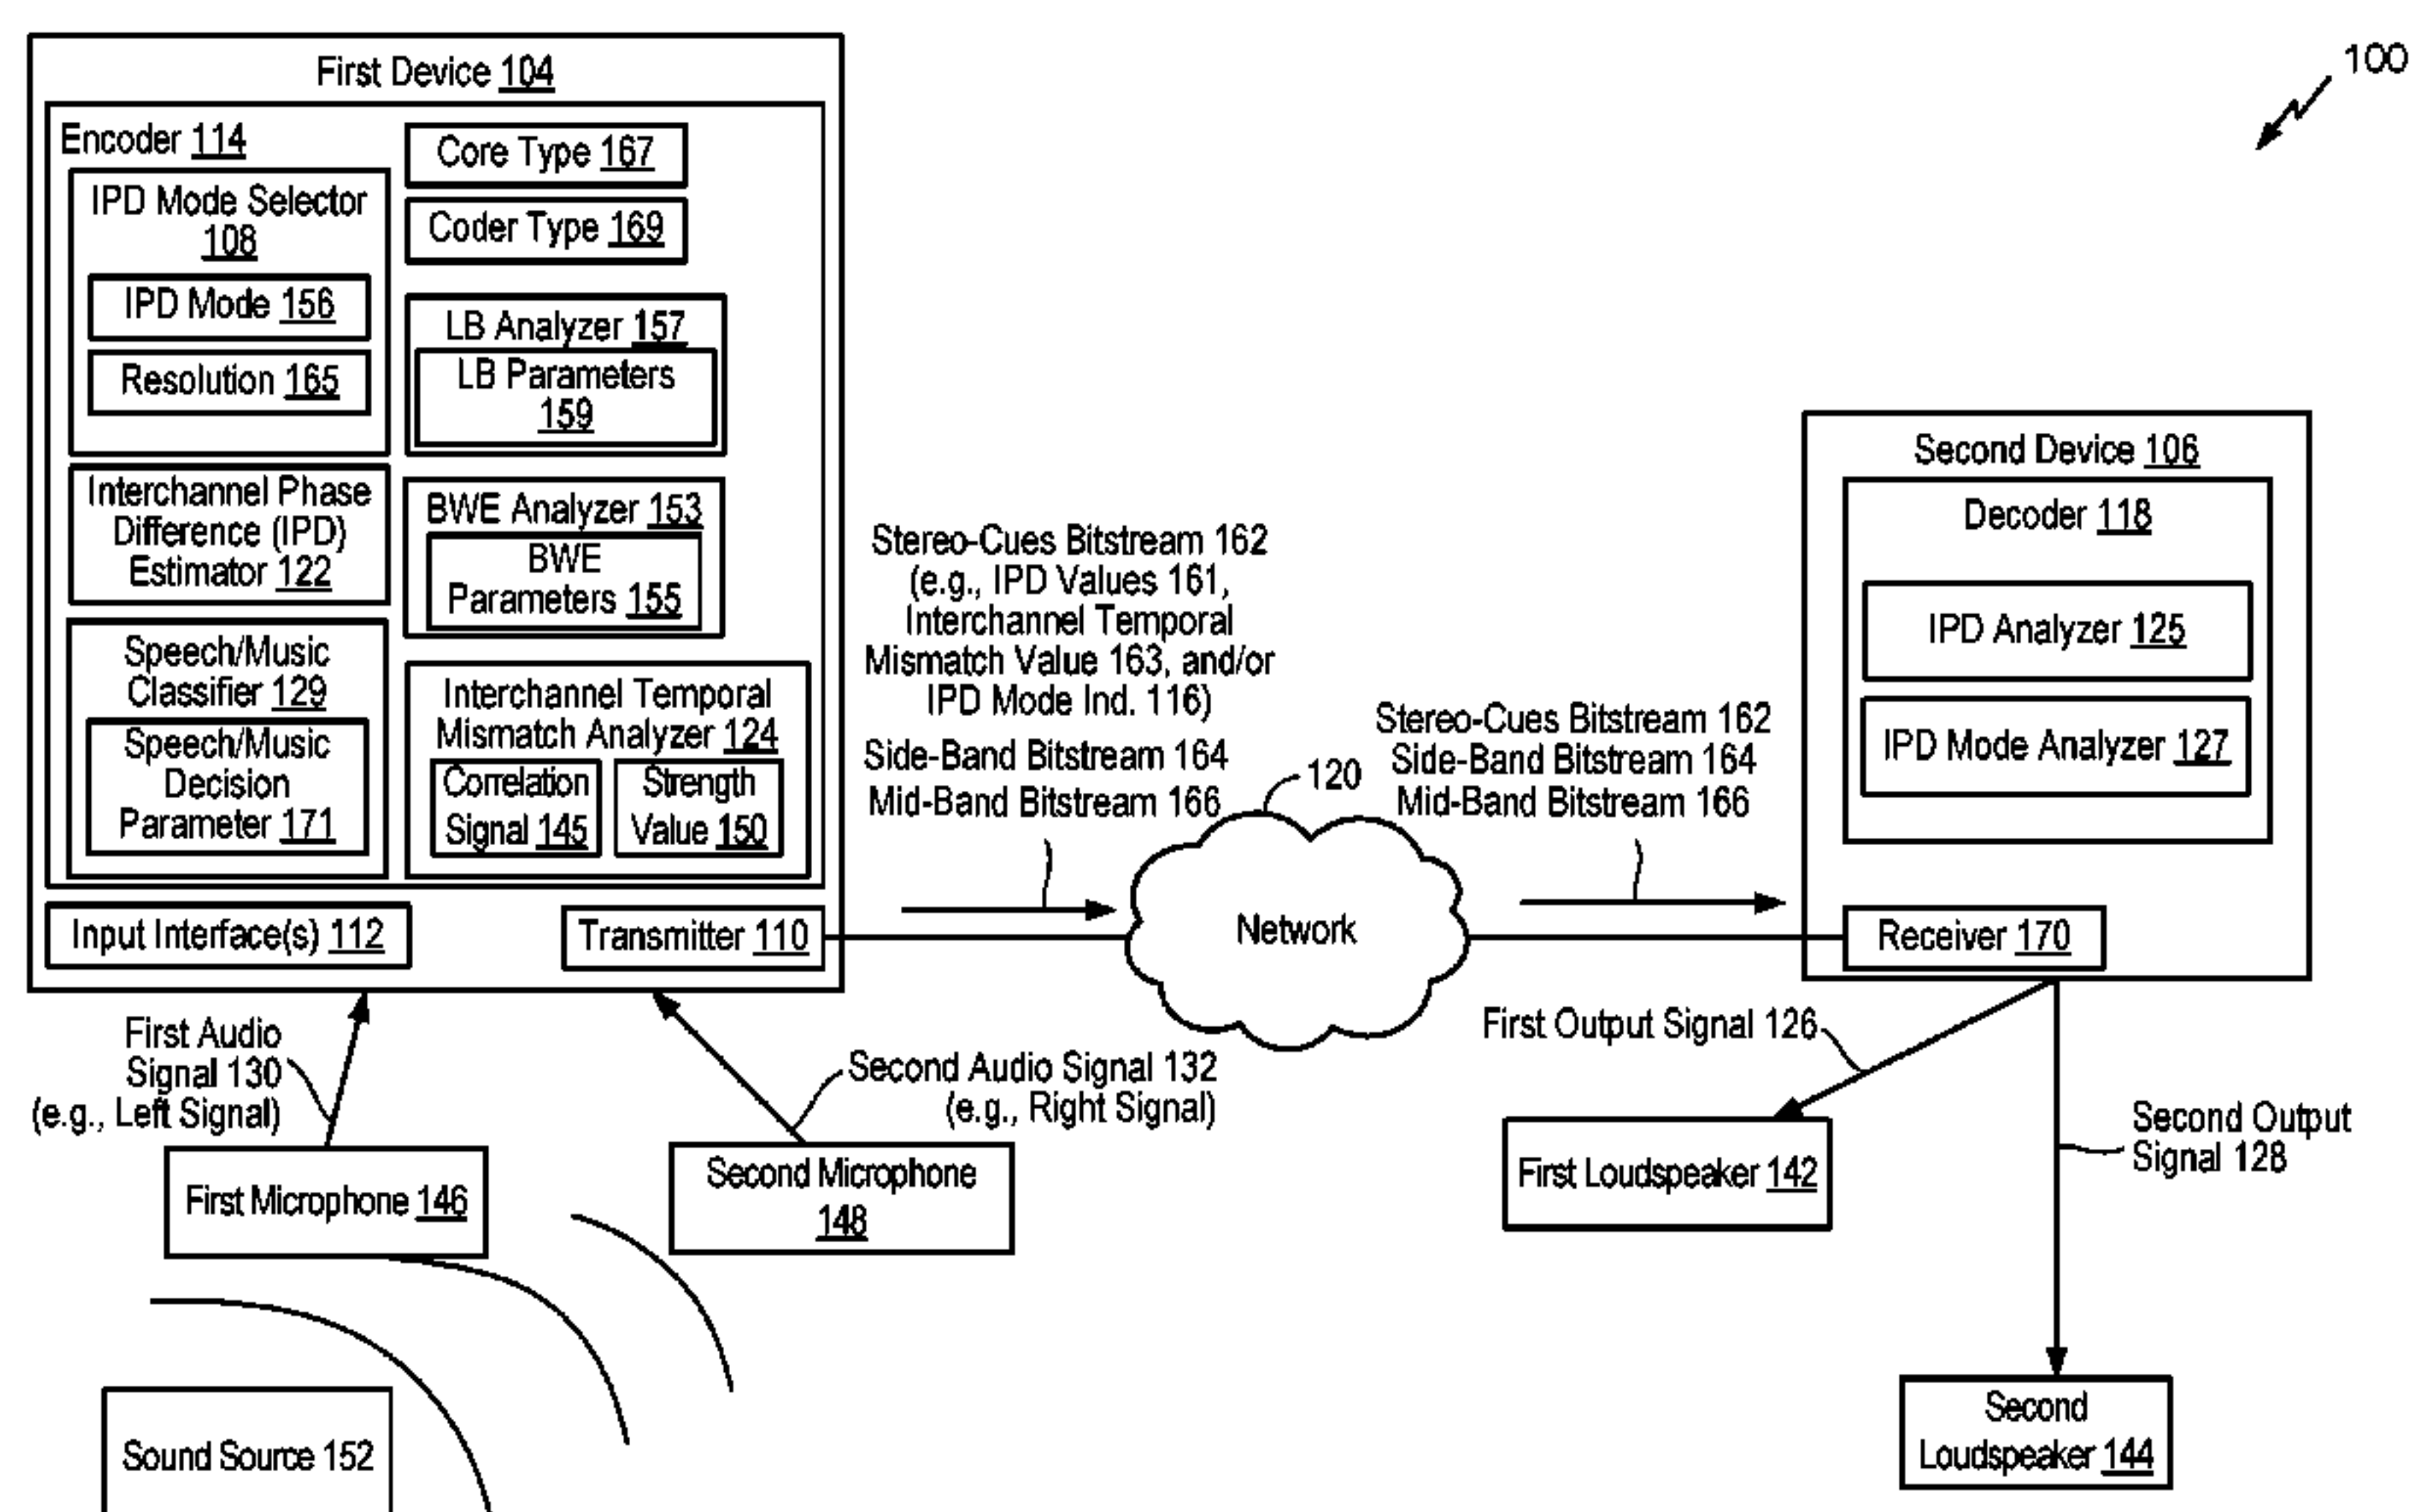 100
First Device 104
Encoder 114
IPD Mode Selector
108
IPD Mode 156
Resolution 165
Interchannel Phase
Difference (IPD)
Estimator 122
Speech/Music
Classifier 129
Speech/Music
Decision
Parameter 171
Core Type 167
Coder Type 169
LB Analyzer 157
LB Parameters
159
BWE Analyzer 153
BWE
Parameters 155
Interchannel Temporal
Mismatch Analyzer 124
Correlation
Signal 145
Strength
Value 150
Input Interface(s) 112
Transmitter 110
Stereo-Cues Bitstream 162
(e.g., IPD Values 161,
Interchannel Temporal
Mismatch Value 163, and/or
IPD Mode Ind. 116)
Side-Band Bitstream 164
Mid-Band Bitstream 166
120
Network
Stereo-Cues Bitstream 162
Side-Band Bitstream 164
Mid-Band Bitstream 166
Second Device 106
Decoder 118
IPD Analyzer 125
IPD Mode Analyzer 127
Receiver 170
First Audio
Signal 130
(e.g., Left Signal)
Second Audio Signal 132
(e.g., Right Signal)
First Microphone 146
Second Microphone
148
Sound Source 152
First Output Signal 126
First Loudspeaker 142
Second Output
Signal 128
Second
Loudspeaker 144